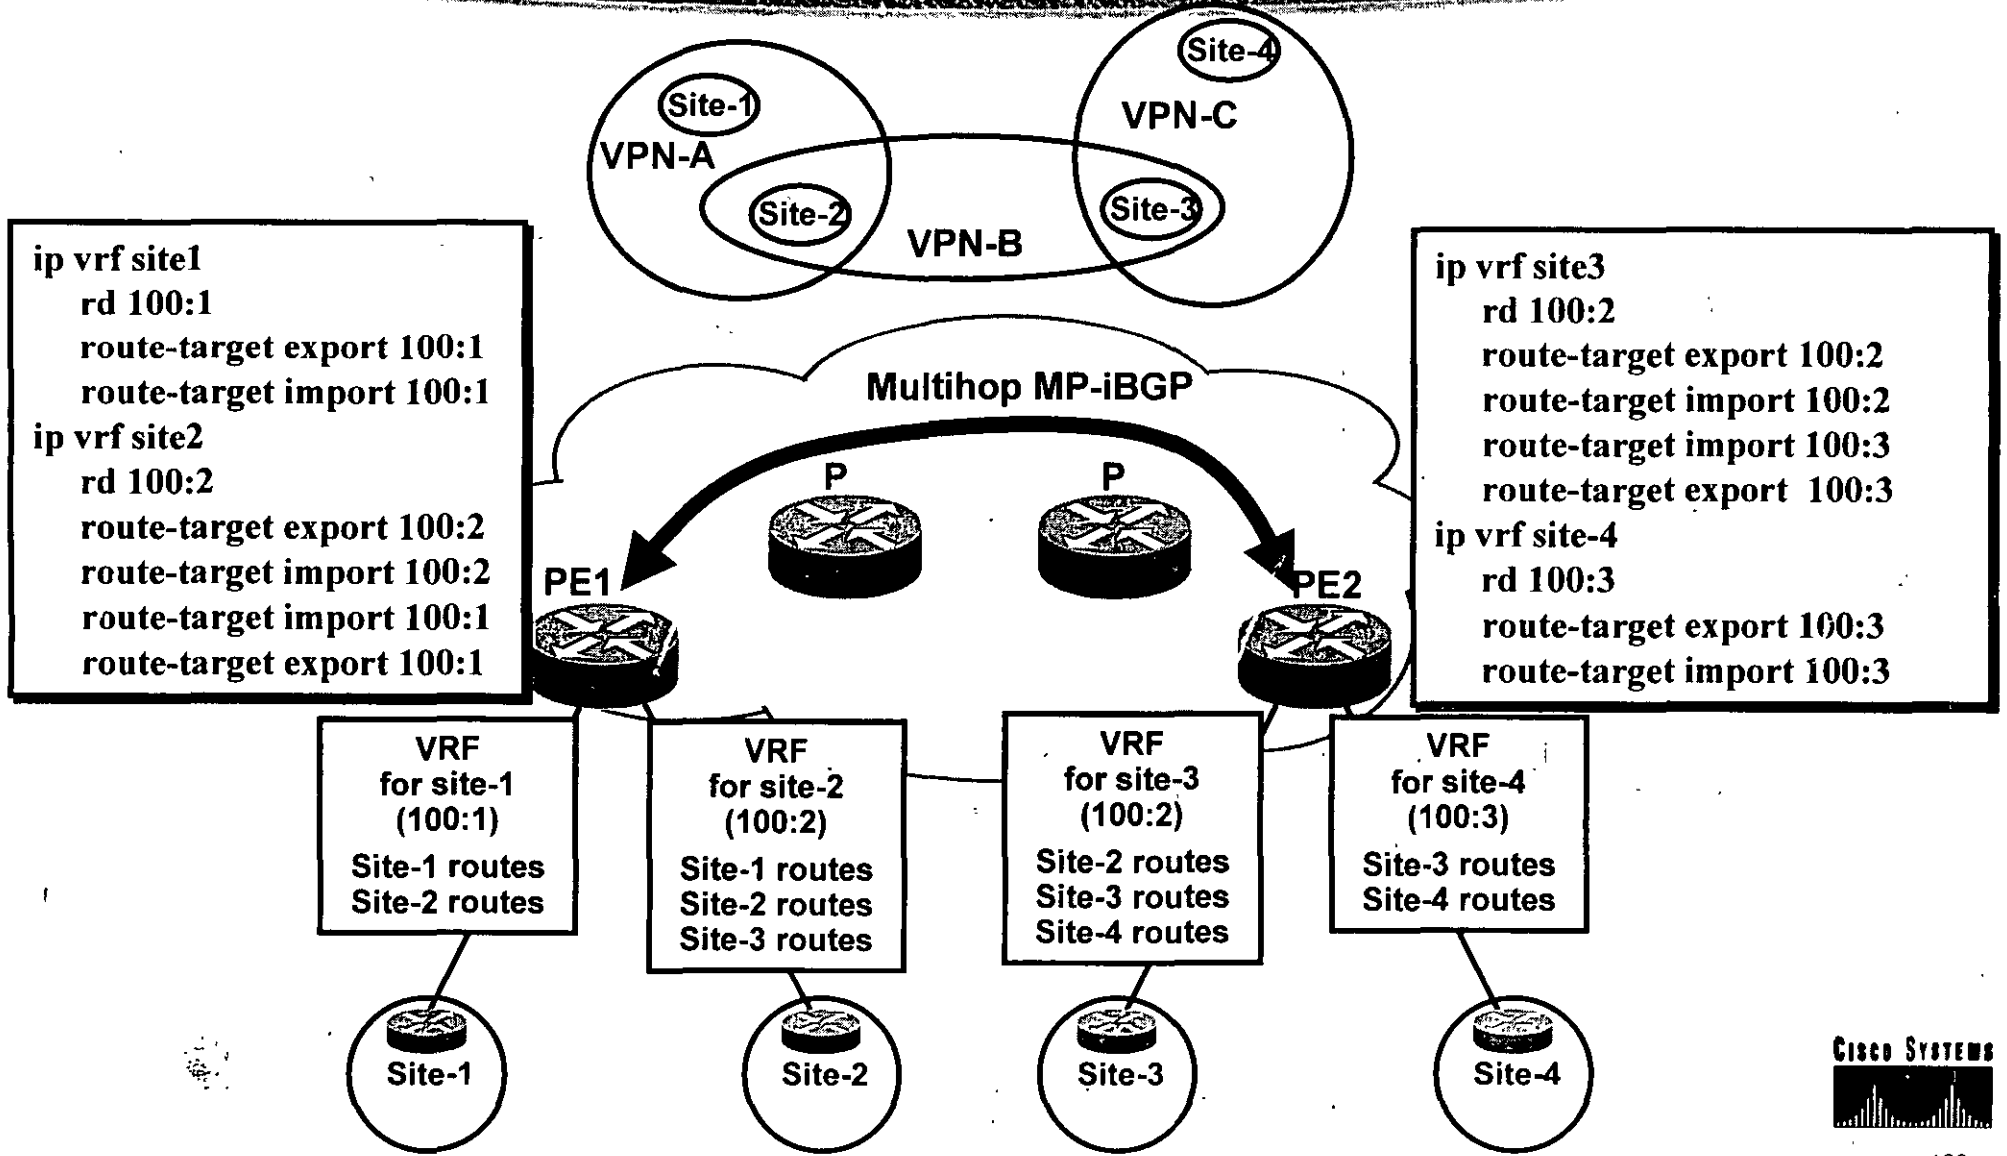 Site-4
Site-1
VPN-C
VPN-A
Site-2
Site-3
VPN-B
ip vrf site1
rd 100:1
route-target export 100:1
route-target import 100:1
ip vrf site2
rd 100:2
route-target export 100:2
route-target import 100:2
route-target import 100:1
route-target export 100:1
Multihop MP-iBGP
P
P
PE1
PE2
ip vrf site3
rd 100:2
route-target export 100:2
route-target import 100:2
route-target import 100:3
route-target export 100:3
ip vrf site-4
rd 100:3
route-target export 100:3
route-target import 100:3
VRF
for site-1
(100:1)
Site-1 routes
Site-2 routes
VRF
for site-2
(100:2)
Site-1 routes
Site-2 routes
Site-3 routes
VRF
for site-3
(100:2)
Site-2 routes
Site-3 routes
Site-4 routes
VRF
for site-4
(100:3)
Site-3 routes
Site-4 routes
Site-1
Site-2
Site-3
Site-4
CISCO SYSTEMS